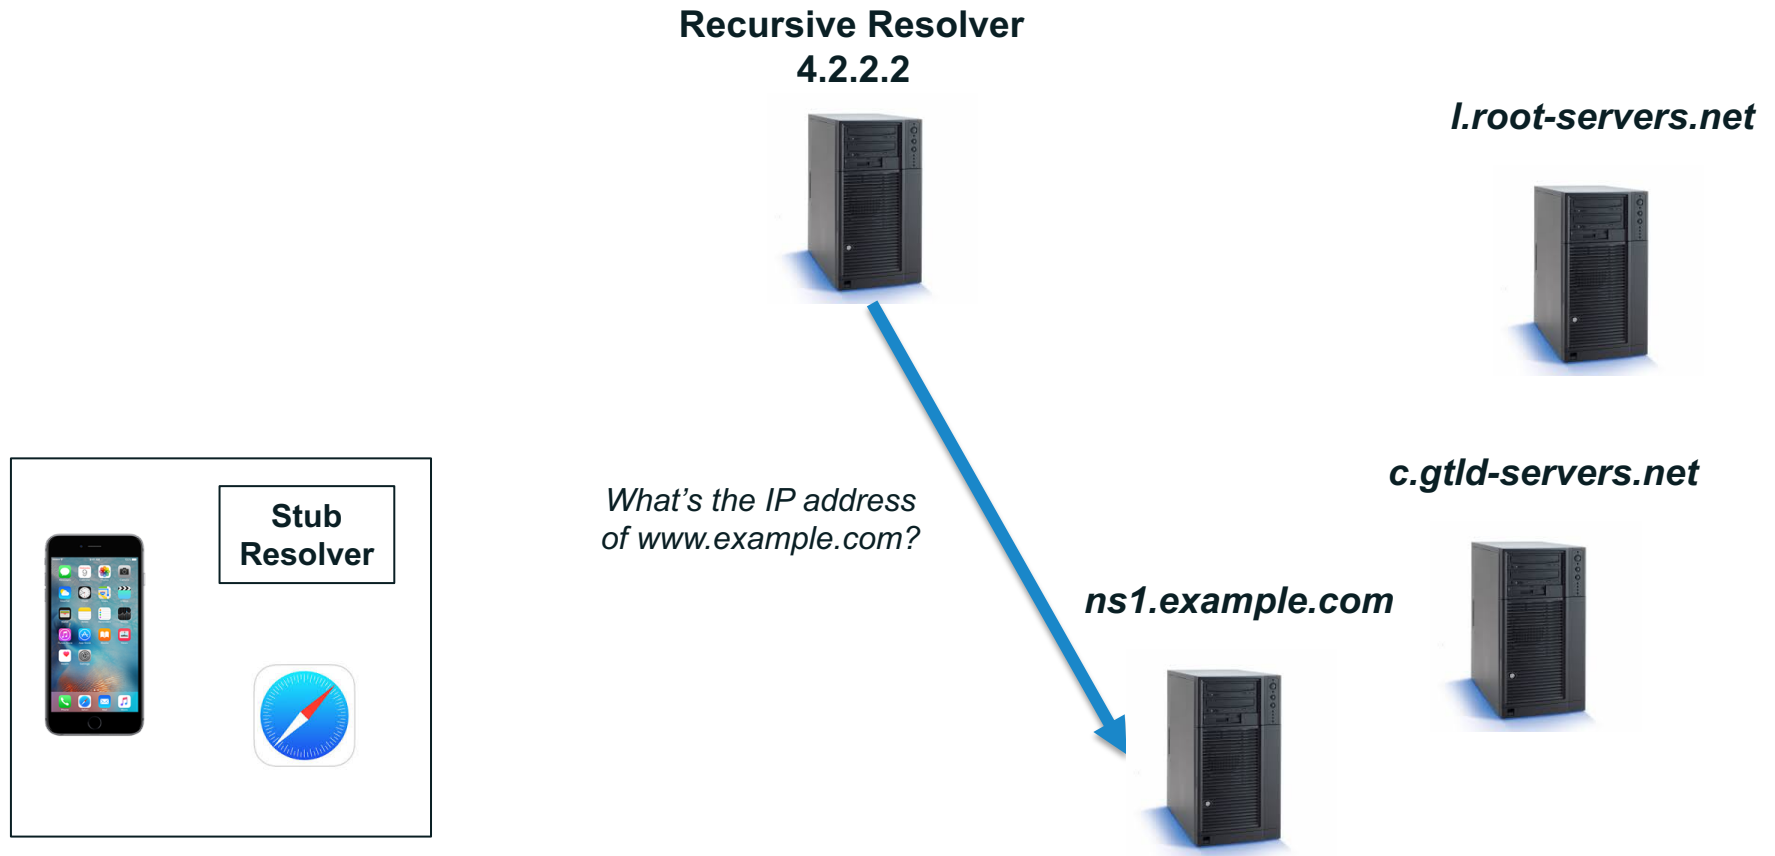 Recursive Resolver
4.2.2.2
l.root-servers.net
c.gtld-servers.net
Stub
Resolver
What’s the IP address
of www.example.com?
ns1.example.com